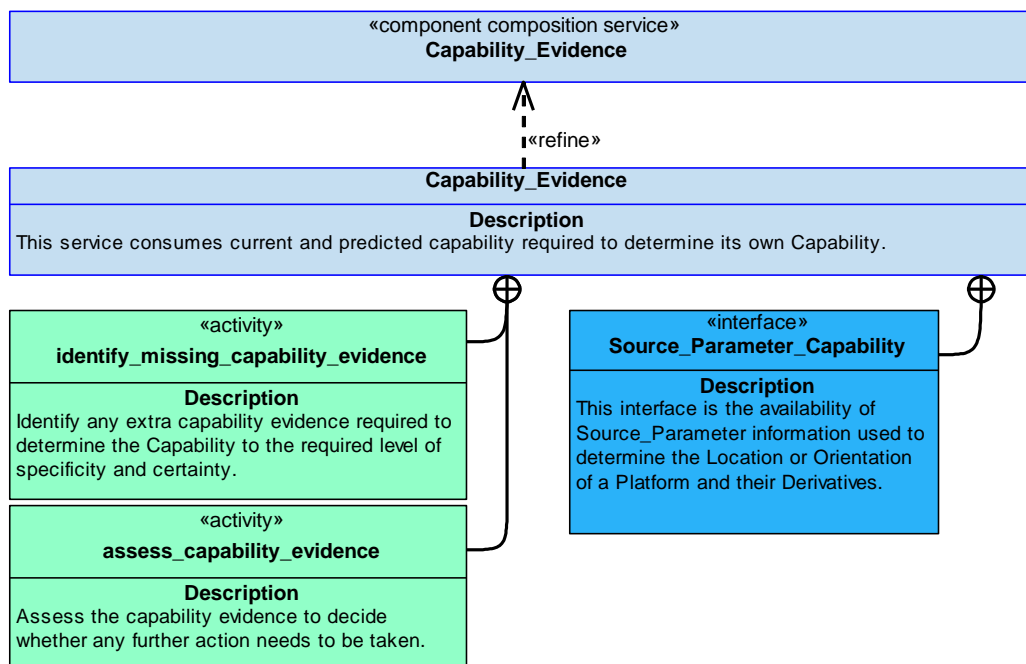 «component composition service»
Capability_Evidence
«refine»
Capability_Evidence
Description
This service consumes current and predicted capability required to determine its own Capability.
«activity»
identify_missing_capability_evidence
Description
Identify any extra capability evidence required to
determine the Capability to the required level of
specificity and certainty.
«interface»
Source_Parameter_Capability
Description
This interface is the availability of
Source_Parameter information used to
determine the Location or Orientation
of a Platform and their Derivatives.
«activity»
assess_capability_evidence
Description
Assess the capability evidence to decide
whether any further action needs to be taken.